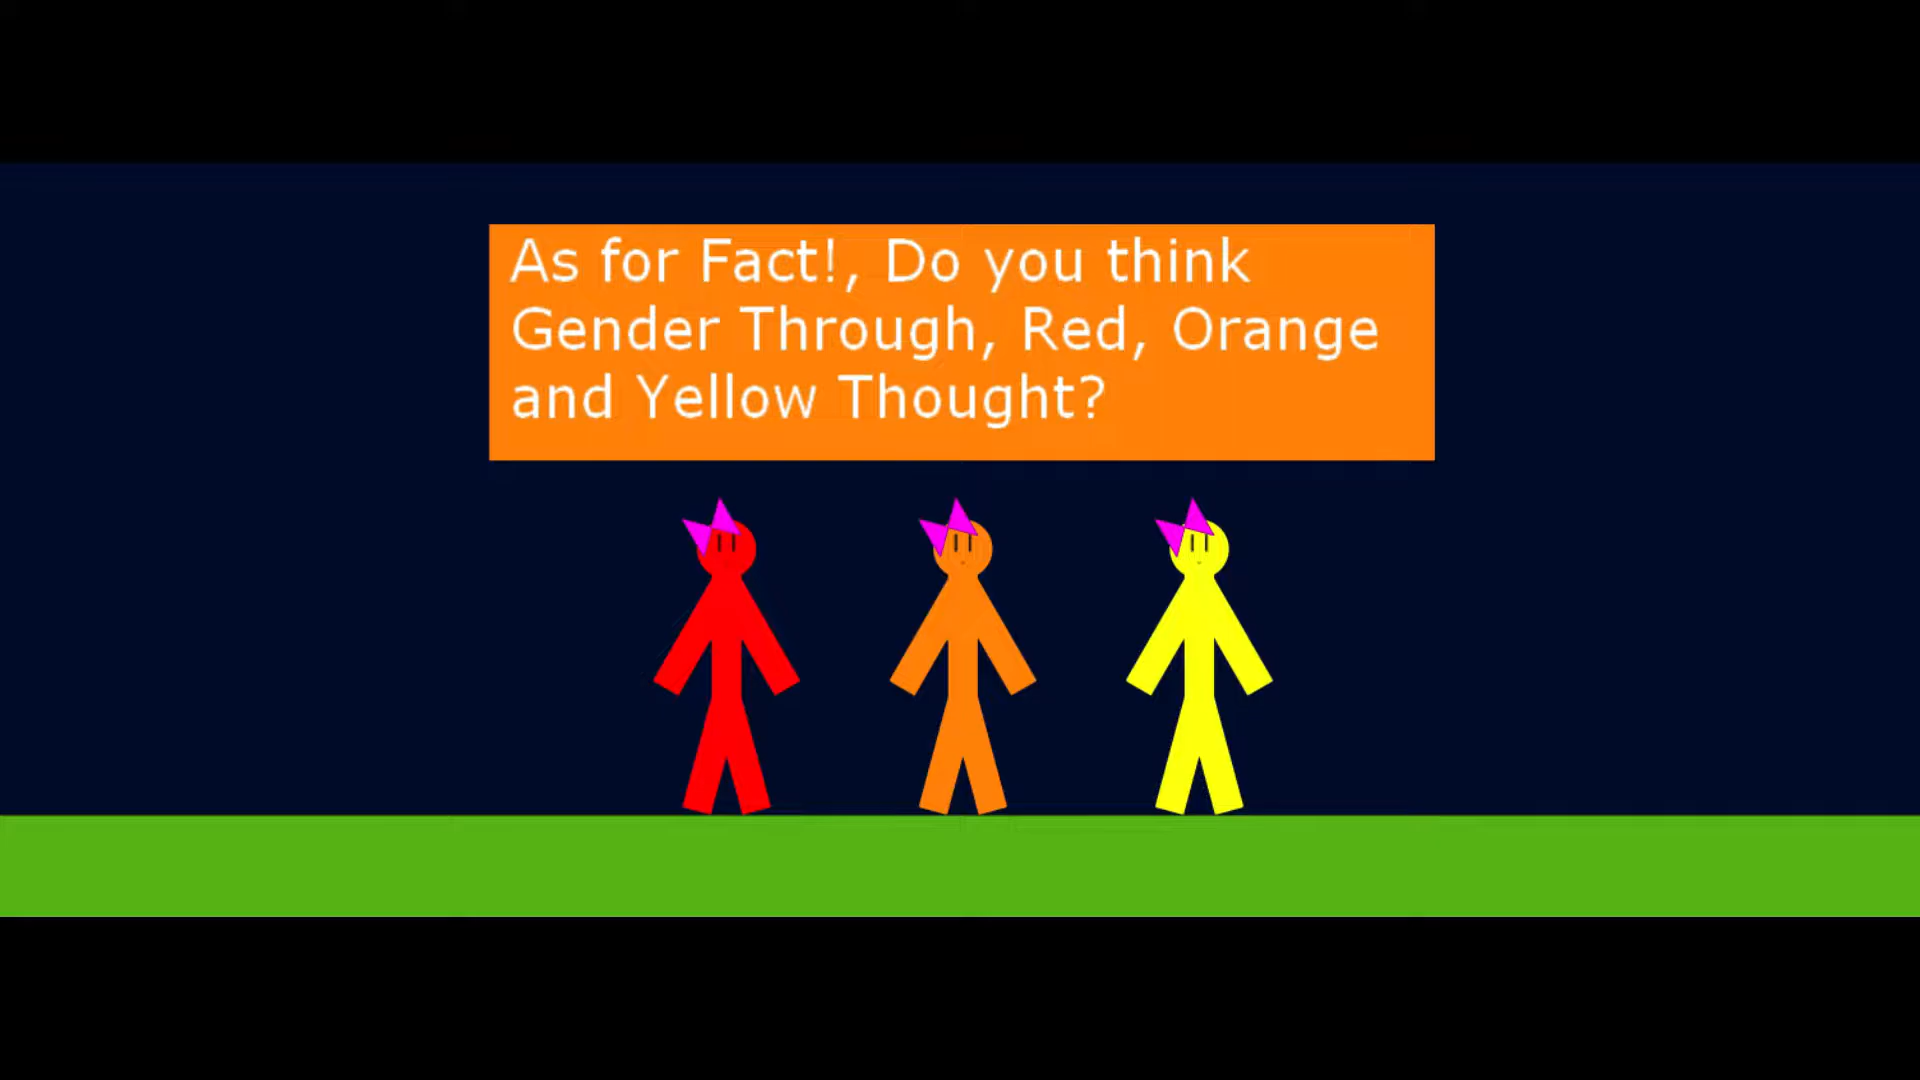 As for Fact!, Do you think
Gender Through, Red, Orange
and Yellow Thought?